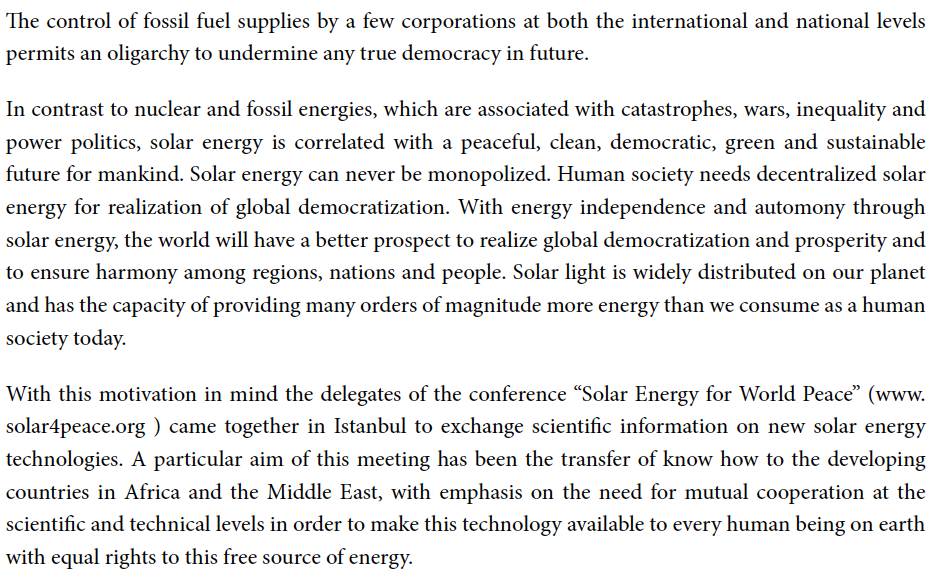 The control of fossil fuel supplies by a few corporations at both the international and national levels
permits an oligarchy to undermine any true democracy in future.
In contrast to nuclear and fossil energies, which are associated with catastrophes, wars, inequality and
power politics, solar energy is correlated with a peaceful, clean, democratic, green and sustainable
future for mankind. Solar energy can never be monopolized. Human society needs decentralized solar
energy for realization of global democratization. With energy independence and automony through
solar energy, the world will have a better prospect to realize global democratization and prosperity and
to ensure harmony among regions, nations and people. Solar light is widely distributed on our planet
and has the capacity of providing many orders of magnitude more energy than we consume as a human
society today.
With this motivation in mind the delegates of the conference “Solar Energy for World Peace” (www.
solar4peace.org ) came together in Istanbul to exchange scientific information on new solar energy
technologies. A particular aim of this meeting has been the transfer of know how to the developing
countries in Africa and the Middle East, with emphasis on the need for mutual cooperation at the
scientific and technical levels in order to make this technology available to every human being on earth
with equal rights to this free source of energy.